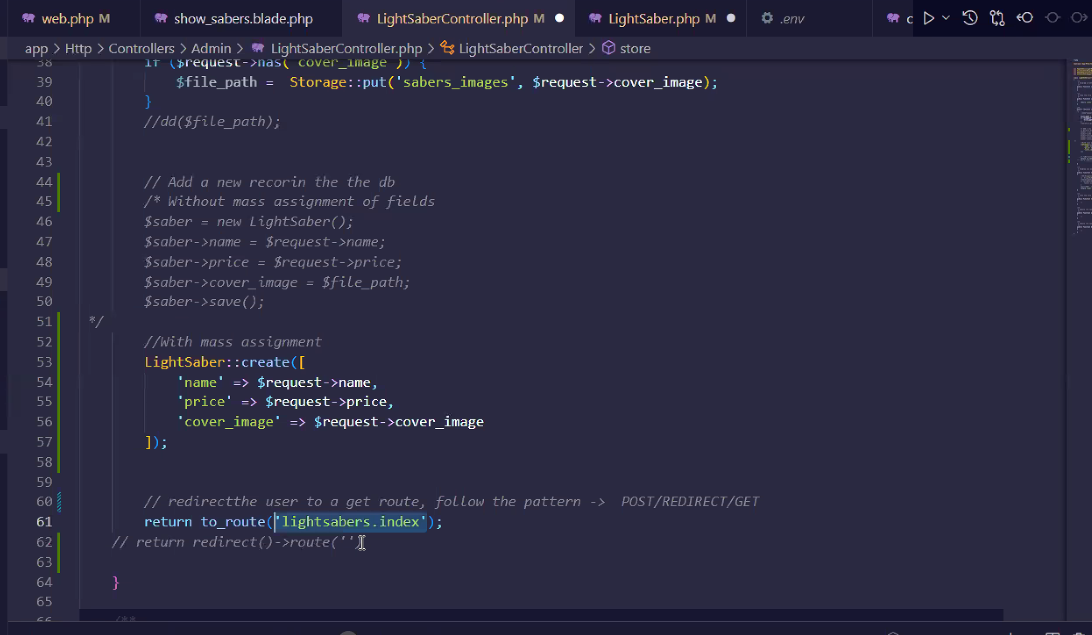 web.php M show_sabers.blade.php LightSaberController.php M LightSaber.php M .env
app > Http > Controllers > Admin > LightSaberController.php > LightSaberController > store
38 if ($request->has('cover_image')) {
39 $file_path = Storage::put('sabers_images', $request->cover_image);
40 }
41 //dd($file_path);
42
43
44 // Add a new recorin the the db
45 /* Without mass assignment of fields
46 $saber = new LightSaber();
47 $saber->name = $request->name;
48 $saber->price = $request->price;
49 $saber->cover_image = $file_path;
50 $saber->save();
51 */
52 //With mass assignment
53 LightSaber::create([
54 'name' => $request->name,
55 'price' => $request->price,
56 'cover_image' => $request->cover_image
57 ]);
58
59
60 // redirectthe user to a get route, follow the pattern -> POST/REDIRECT/GET
61 return to_route('lightsabers.index');
62 // return redirect()->route('')
63
64 }
65
66 /**